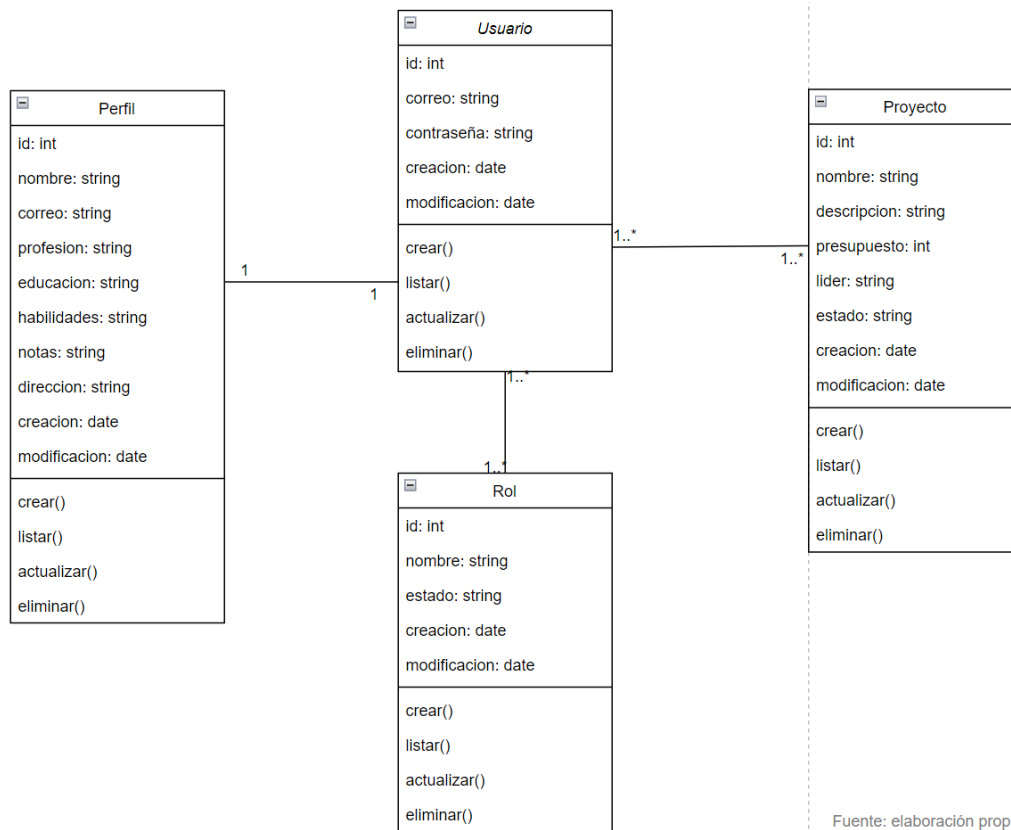 Usuario
id: int
correo: string
contraseña: string
creacion: date
modificacion: date
crear()
listar()
actualizar()
eliminar()
Perfil
id: int
nombre: string
correo: string
profesion: string
educacion: string
habilidades: string
notas: string
direccion: string
creacion: date
modificacion: date
crear()
listar()
actualizar()
eliminar()
1
1
1..*
1..*
Proyecto
id: int
nombre: string
descripcion: string
presupuesto: int
lider: string
estado: string
creacion: date
modificacion: date
crear()
listar()
actualizar()
eliminar()
1..*
1..*
Rol
id: int
nombre: string
estado: string
creacion: date
modificacion: date
crear()
listar()
actualizar()
eliminar()
Fuente: elaboración prop